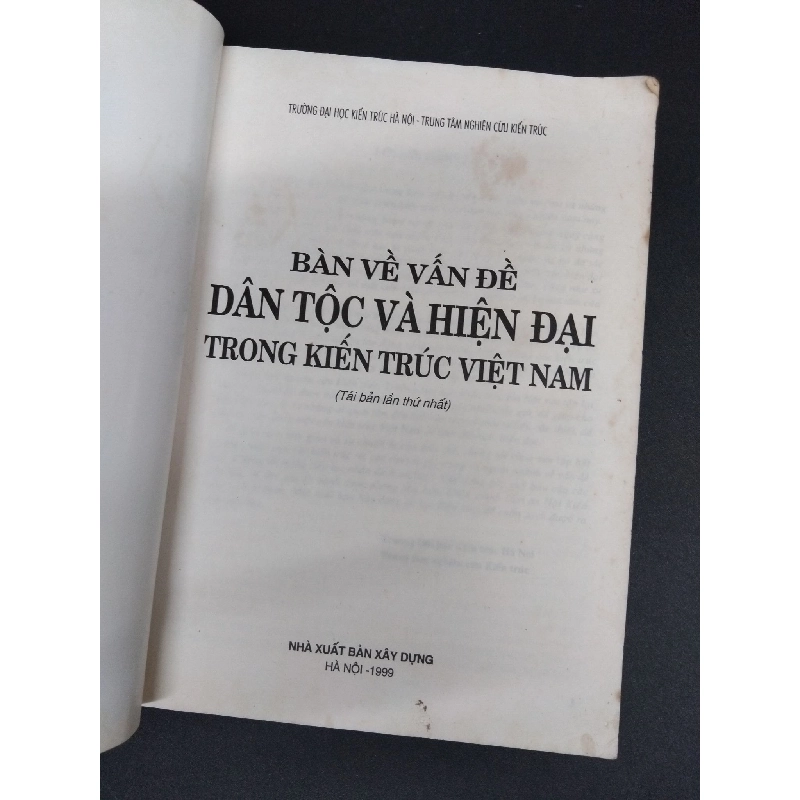 TRƯỜNG ĐẠI HỌC KIẾN TRÚC HÀ NỘI - TRUNG TÂM NGHIÊN CỨU KIẾN TRÚC
BÀN VỀ VẤN ĐỀ
DÂN TỘC VÀ HIỆN ĐẠI
TRONG KIẾN TRÚC VIỆT NAM
(Tái bản lần thứ nhất)
NHÀ XUẤT BẢN XÂY DỰNG
HÀ NỘI -1999